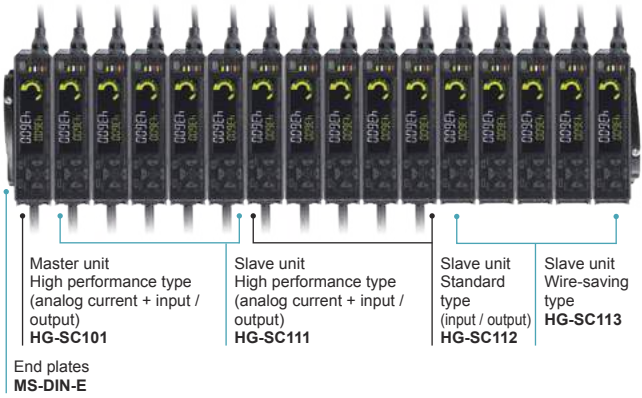 Master unit
High performance type
(analog current + input /
output)
HG-SC101
Slave unit
High performance type
(analog current + input /
output)
HG-SC111
Slave unit
Standard
type
(input / output)
HG-SC112
Slave unit
Wire-saving
type
HG-SC113
End plates
MS-DIN-E